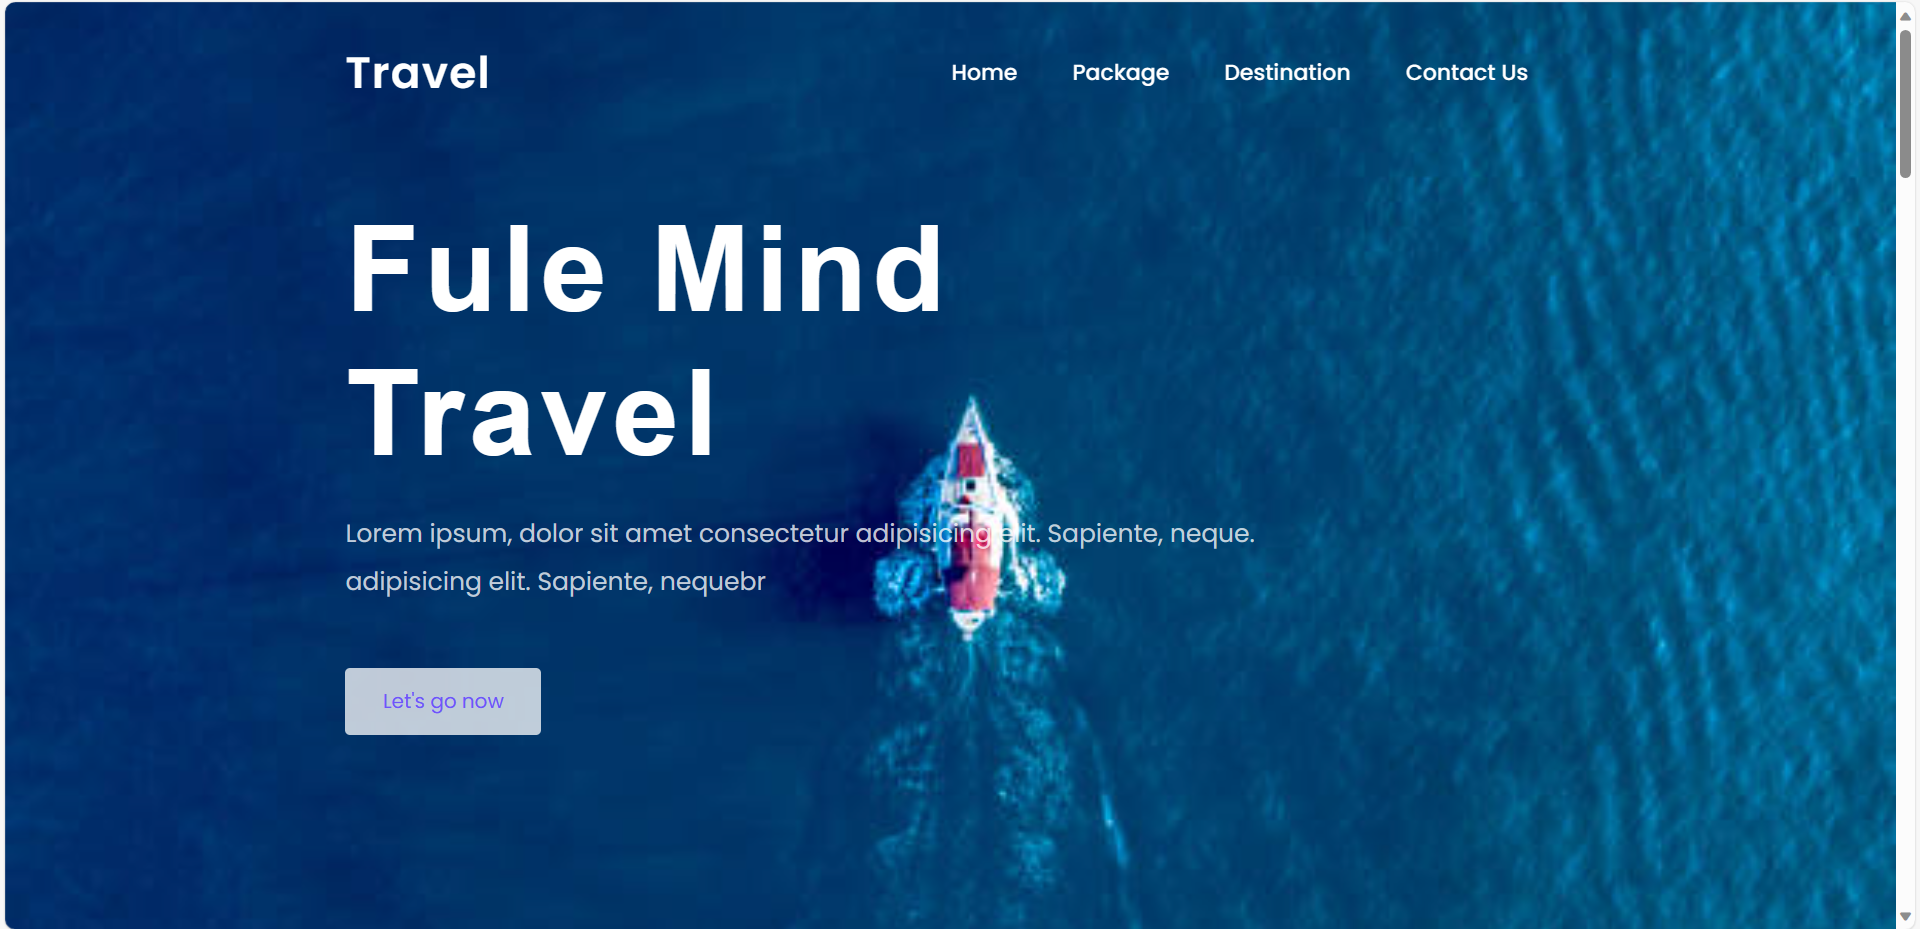 Travel
Home Package Destination Contact Us
Fule Mind
Travel
Lorem ipsum, dolor sit amet consectetur adipisicing elit. Sapiente, neque.
adipisicing elit. Sapiente, nequebr
Let's go now